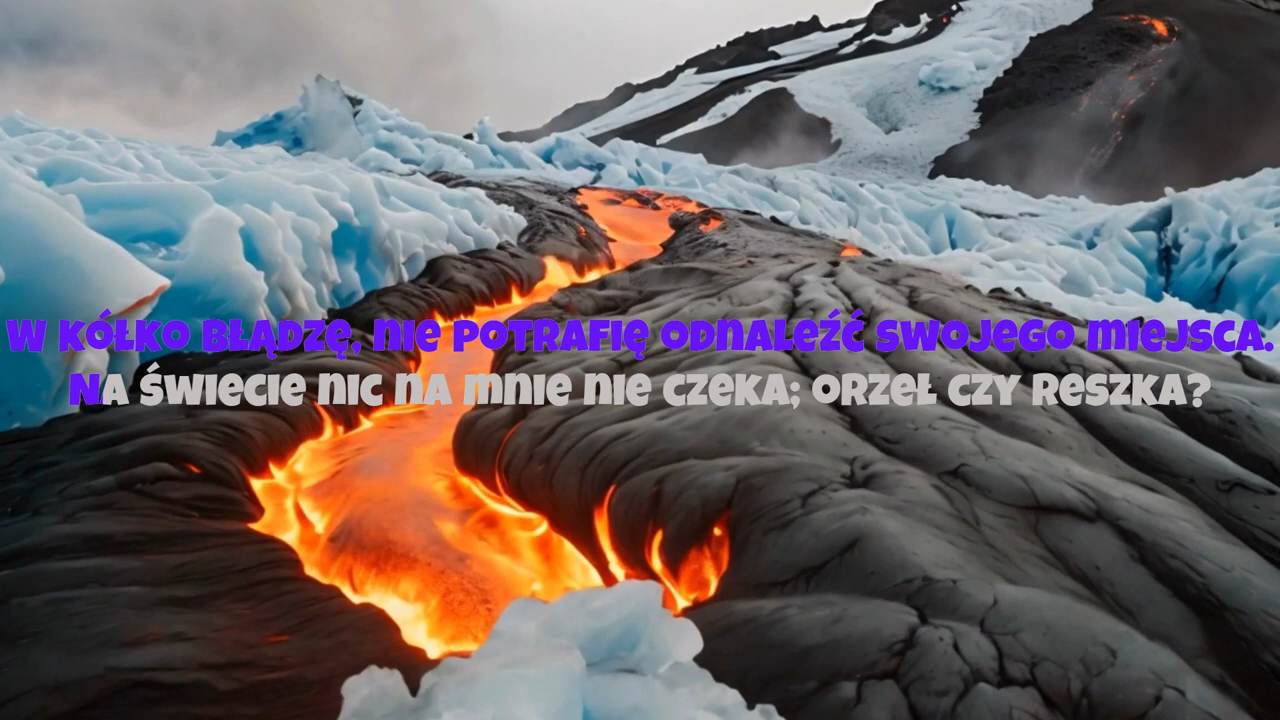 W kółko błądzę, nie potrafię odnaleźć swojego miejsca.
Na świecie nic na mnie nie czeka; orzeł czy reszka?